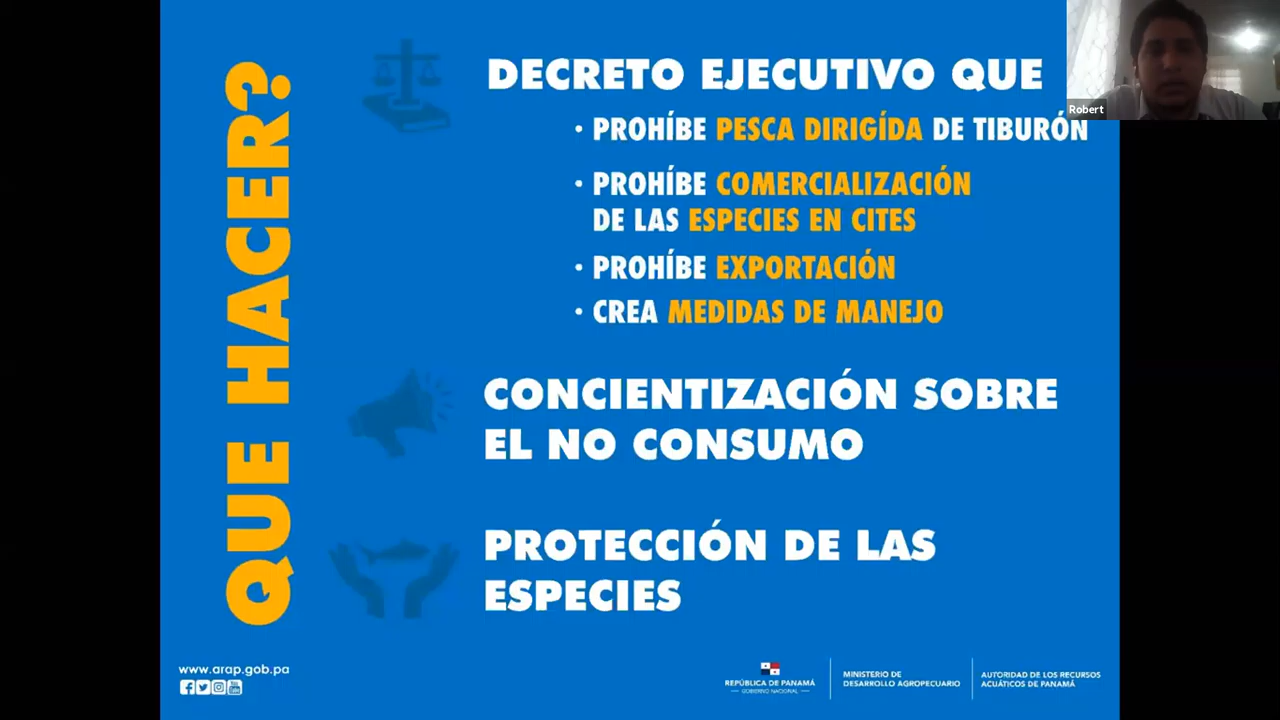 QUE HACER?
DECRETO EJECUTIVO QUE
• PROHÍBE PESCA DIRIGÍDA DE TIBURÓN
• PROHÍBE COMERCIALIZACIÓN
DE LAS ESPECIES EN CITES
• PROHÍBE EXPORTACIÓN
• CREA MEDIDAS DE MANEJO
CONCIENTIZACIÓN SOBRE
EL NO CONSUMO
PROTECCIÓN DE LAS
ESPECIES
www.arap.gob.pa
REPÚBLICA DE PANAMÁ
— GOBIERNO NACIONAL —
MINISTERIO DE
DESARROLLO AGROPECUARIO
AUTORIDAD DE LOS RECURSOS
ACUÁTICOS DE PANAMÁ
Robert